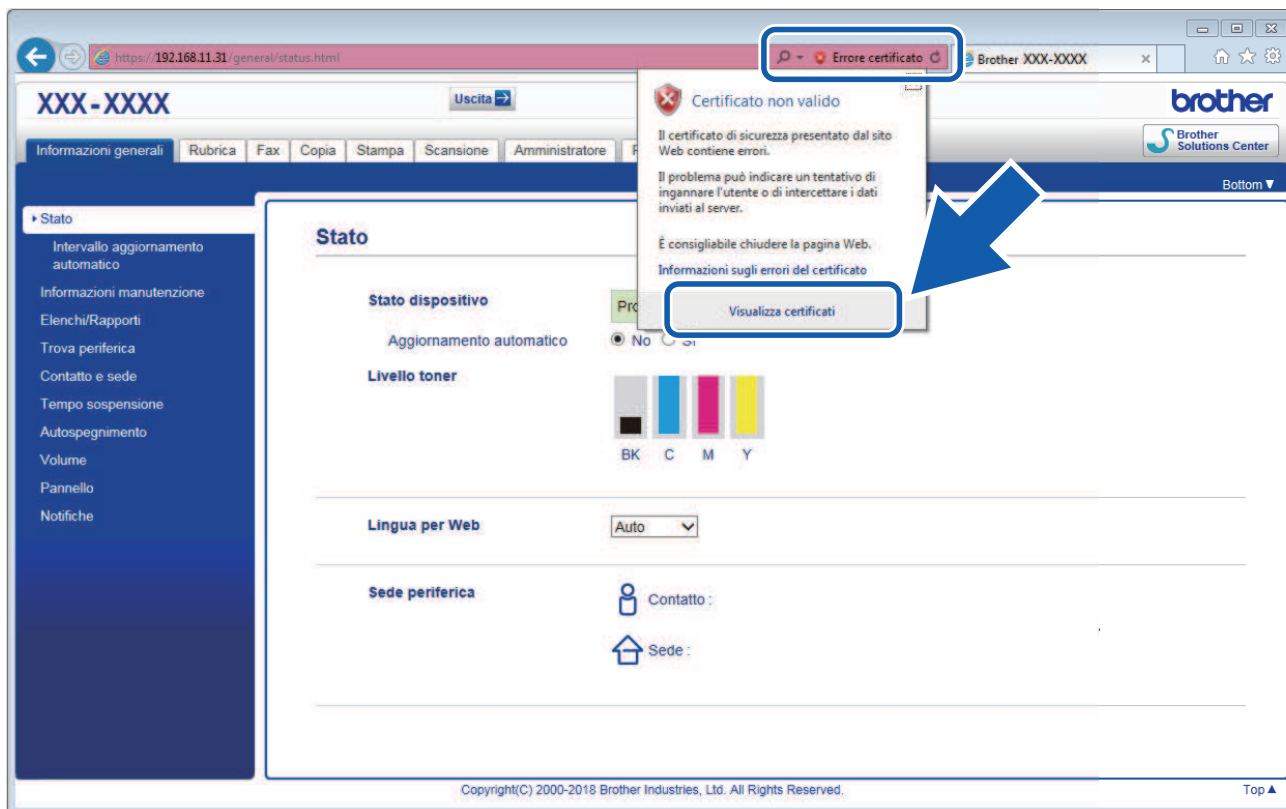 https://192.168.11.31/general/status.html
Errore certificato
Brother XXX-XXXX
XXX-XXXX
Uscita
brother
Brother
Solutions Center
Informazioni generali
Rubrica
Fax
Copia
Stampa
Scansione
Amministratore
Bottom▼
Certificato non valido
Il certificato di sicurezza presentato dal sito
Web contiene errori.
Il problema può indicare un tentativo di
ingannare l'utente o di intercettare i dati
inviati al server.
È consigliabile chiudere la pagina Web.
Informazioni sugli errori del certificato
Visualizza certificati
Stato
Intervallo aggiornamento
automatico
Informazioni manutenzione
Elenchi/Rapporti
Trova periferica
Contatto e sede
Tempo sospensione
Autospegnimento
Volume
Pannello
Notifiche
Stato
Stato dispositivo
Aggiornamento automatico
No
Livello toner
BK C M Y
Lingua per Web
Auto
Sede periferica
Contatto :
Sede :
Copyright(C) 2000-2018 Brother Industries, Ltd. All Rights Reserved.
Top▲